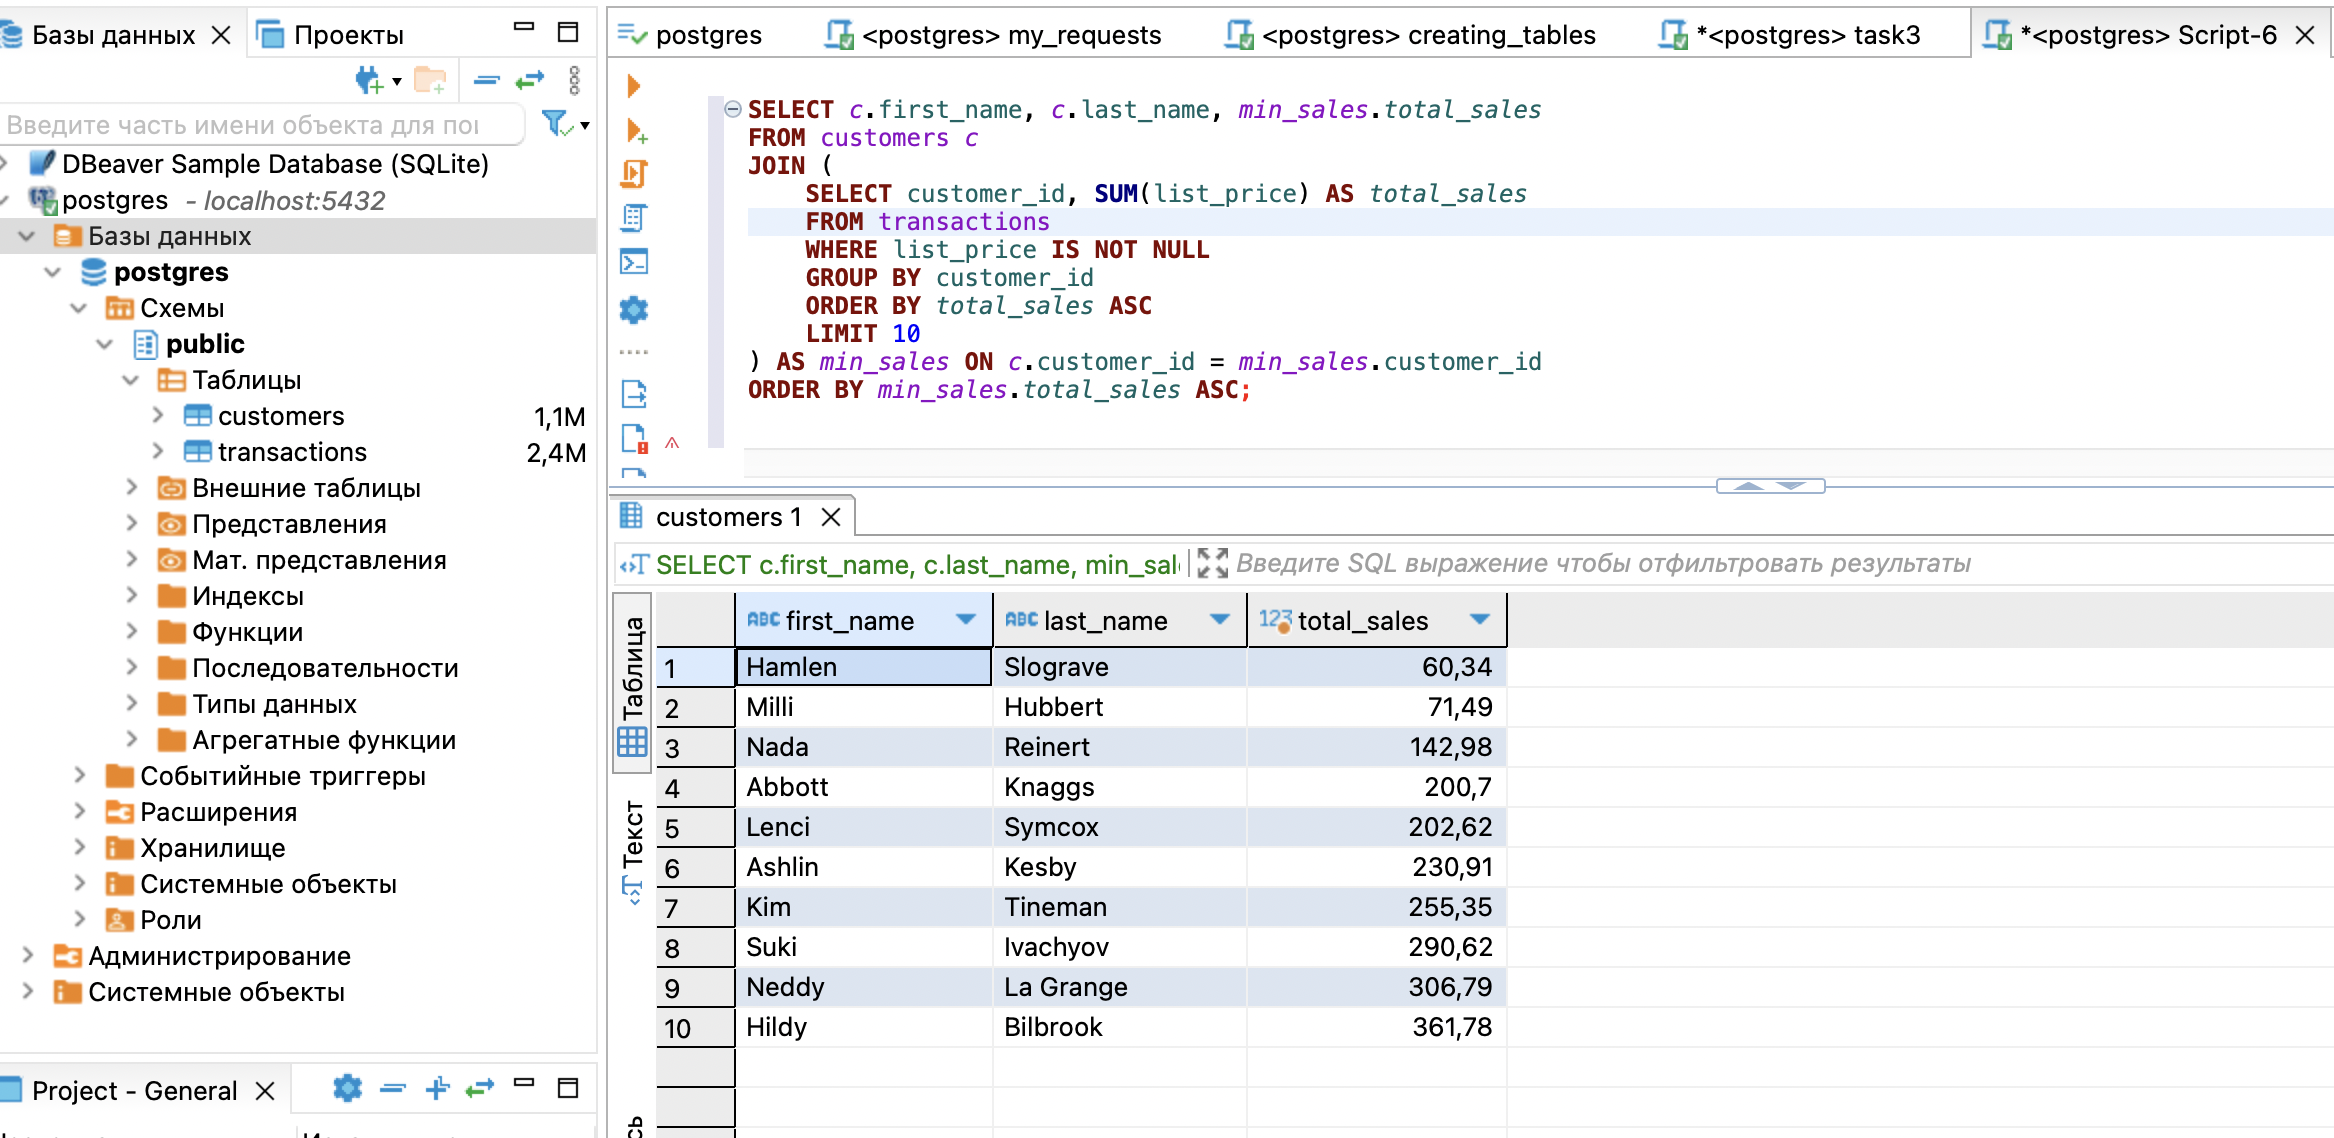 Базы данных
Проекты
Введите часть имени объекта для пои
DBeaver Sample Database (SQLite)
postgres - localhost:5432
Базы данных
postgres
Схемы
public
Таблицы
customers 1,1M
transactions 2,4M
Внешние таблицы
Представления
Мат. представления
Индексы
Функции
Последовательности
Типы данных
Агрегатные функции
Событийные триггеры
Расширения
Хранилище
Системные объекты
Роли
Администрирование
Системные объекты
Project - General
postgres
<postgres> my_requests
<postgres> creating_tables
*<postgres> task3
*<postgres> Script-6
SELECT c.first_name, c.last_name, min_sales.total_sales
FROM customers c
JOIN (
SELECT customer_id, SUM(list_price) AS total_sales
FROM transactions
WHERE list_price IS NOT NULL
GROUP BY customer_id
ORDER BY total_sales ASC
LIMIT 10
) AS min_sales ON c.customer_id = min_sales.customer_id
ORDER BY min_sales.total_sales ASC;
customers 1
SELECT c.first_name, c.last_name, min_sal
Введите SQL выражение чтобы отфильтровать результаты
Таблица
Текст
ABC first_name ABC last_name 123 total_sales
1 Hamlen Slograve 60,34
2 Milli Hubbert 71,49
3 Nada Reinert 142,98
4 Abbott Knaggs 200,7
5 Lenci Symcox 202,62
6 Ashlin Kesby 230,91
7 Kim Tineman 255,35
8 Suki Ivachyov 290,62
9 Neddy La Grange 306,79
10 Hildy Bilbrook 361,78